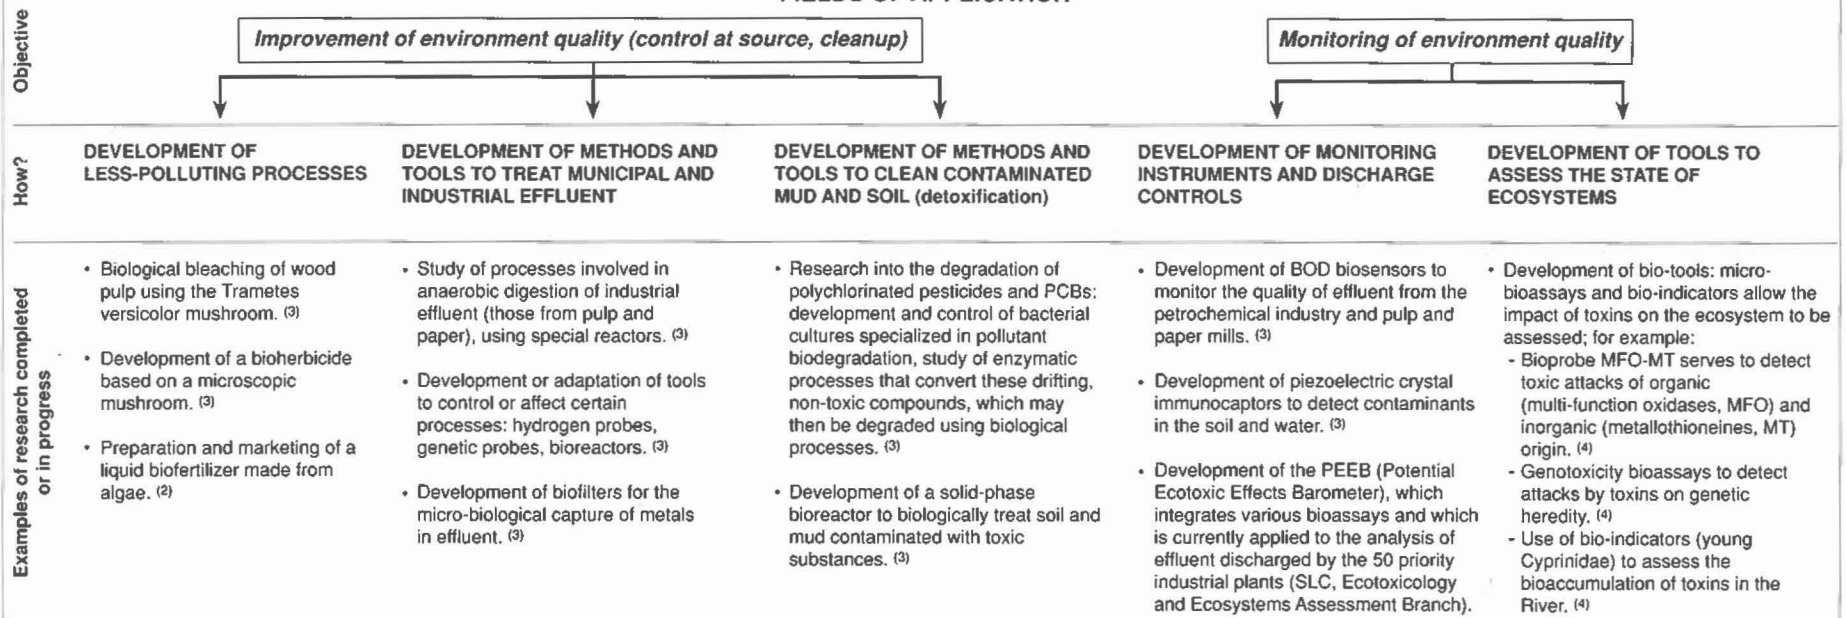 Objective
Improvement of environment quality (control at source, cleanup)
Monitoring of environment quality
How?
DEVELOPMENT OF
LESS-POLLUTING PROCESSES
DEVELOPMENT OF METHODS AND
TOOLS TO TREAT MUNICIPAL AND
INDUSTRIAL EFFLUENT
DEVELOPMENT OF METHODS AND
TOOLS TO CLEAN CONTAMINATED
MUD AND SOIL (detoxification)
DEVELOPMENT OF MONITORING
INSTRUMENTS AND DISCHARGE
CONTROLS
DEVELOPMENT OF TOOLS TO
ASSESS THE STATE OF
ECOSYSTEMS
Examples of research completed
or in progress
• Biological bleaching of wood
pulp using the Trametes
versicolor mushroom. (3)
• Development of a bioherbicide
based on a microscopic
mushroom. (3)
• Preparation and marketing of a
liquid biofertilizer made from
algae. (2)
• Study of processes involved in
anaerobic digestion of industrial
effluent (those from pulp and
paper), using special reactors. (3)
• Development or adaptation of tools
to control or affect certain
processes: hydrogen probes,
genetic probes, bioreactors. (3)
• Development of biofilters for the
micro-biological capture of metals
in effluent. (3)
• Research into the degradation of
polychlorinated pesticides and PCBs:
development and control of bacterial
cultures specialized in pollutant
biodegradation, study of enzymatic
processes that convert these drifting,
non-toxic compounds, which may
then be degraded using biological
processes. (3)
• Development of a solid-phase
bioreactor to biologically treat soil and
mud contaminated with toxic
substances. (3)
• Development of BOD biosensors to
monitor the quality of effluent from the
petrochemical industry and pulp and
paper mills. (3)
• Development of piezoelectric crystal
immunocaptors to detect contaminants
in the soil and water. (3)
• Development of the PEEB (Potential
Ecotoxic Effects Barometer), which
integrates various bioassays and which
is currently applied to the analysis of
effluent discharged by the 50 priority
industrial plants (SLC, Ecotoxicology
and Ecosystems Assessment Branch).
• Development of bio-tools: micro-
bioassays and bio-indicators allow the
impact of toxins on the ecosystem to be
assessed; for example:
- Bioprobe MFO-MT serves to detect
toxic attacks of organic
(multi-function oxidases, MFO) and
inorganic (metallothioneines, MT)
origin. (4)
- Genotoxicity bioassays to detect
attacks by toxins on genetic
heredity. (4)
- Use of bio-indicators (young
Cyprinidae) to assess the
bioaccumulation of toxins in the
River. (4)